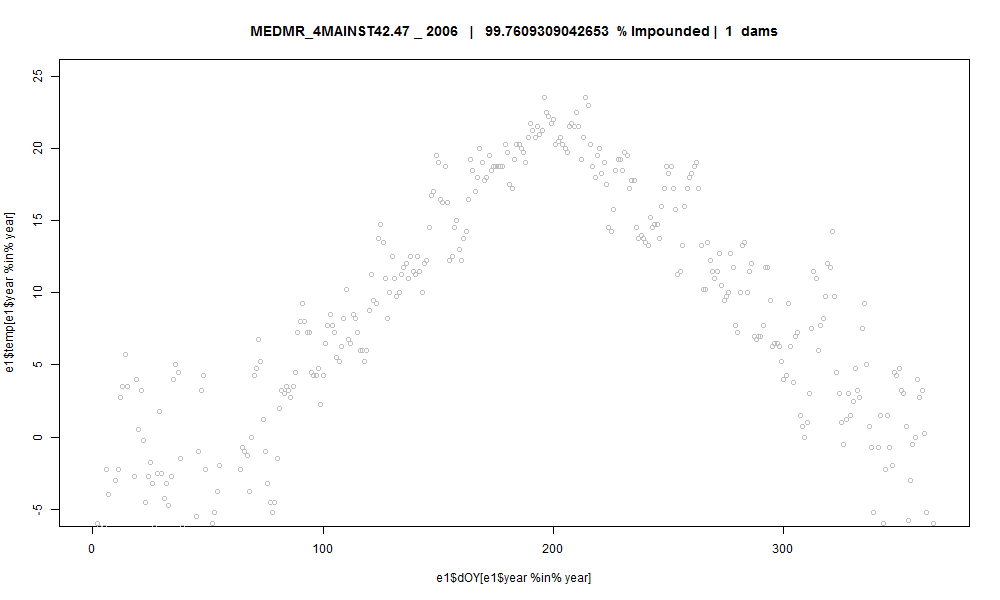 MEDMR_4MAINST42.47 _ 2006 | 99.7609309042653 % Impounded | 1 dams
25
20
15
10
5
0
-5
e1$temp[e1$year %in% year]
0 100 200 300
e1$dOY[e1$year %in% year]